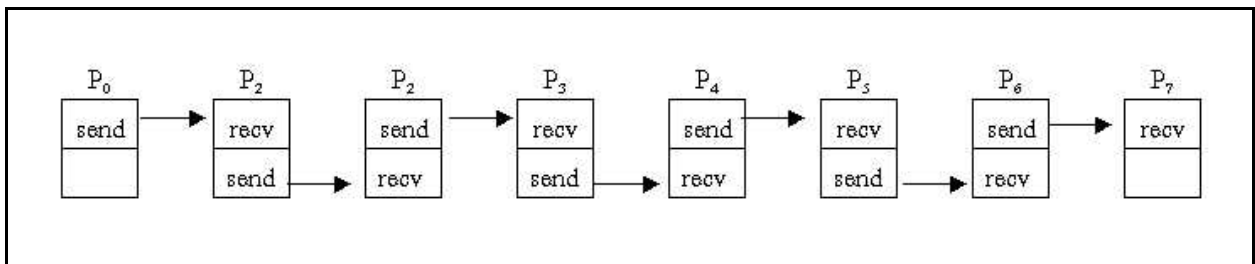 P0 P2 P2 P3 P4 P5 P6 P7
send recv send recv send recv send recv
send recv send recv send recv